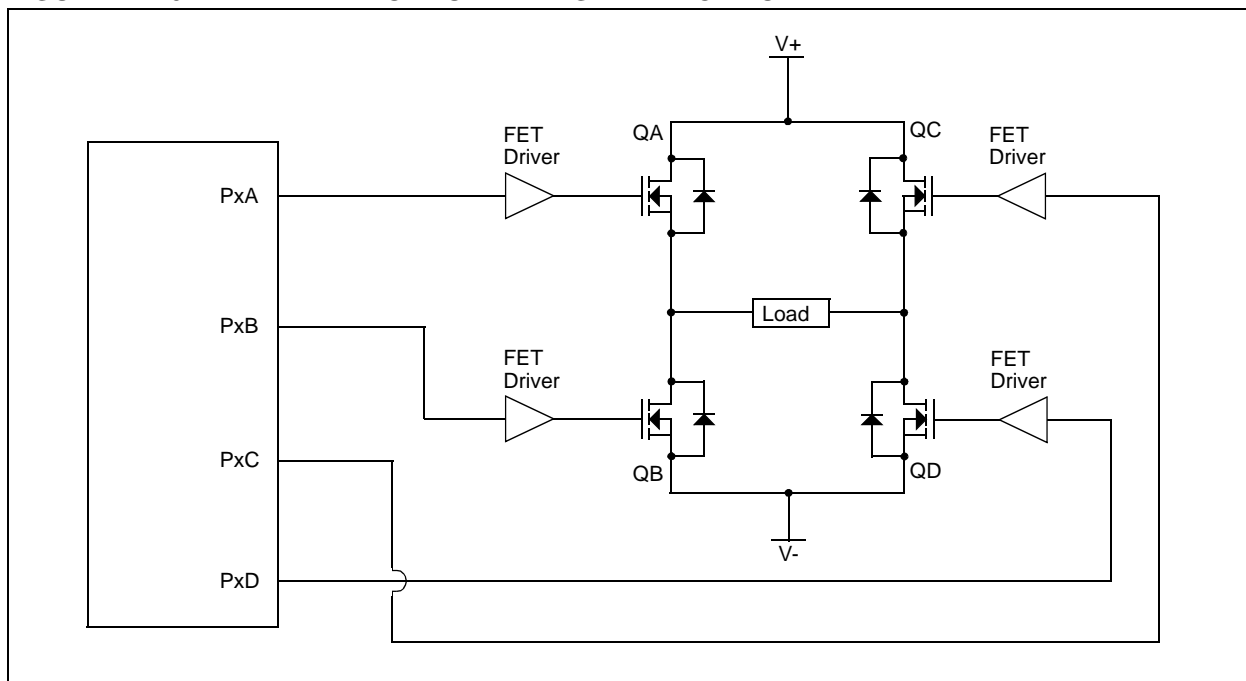 V+
QA
QC
FET
Driver
FET
Driver
PxA
PxB
Load
FET
Driver
FET
Driver
PxC
QB
QD
V-
PxD